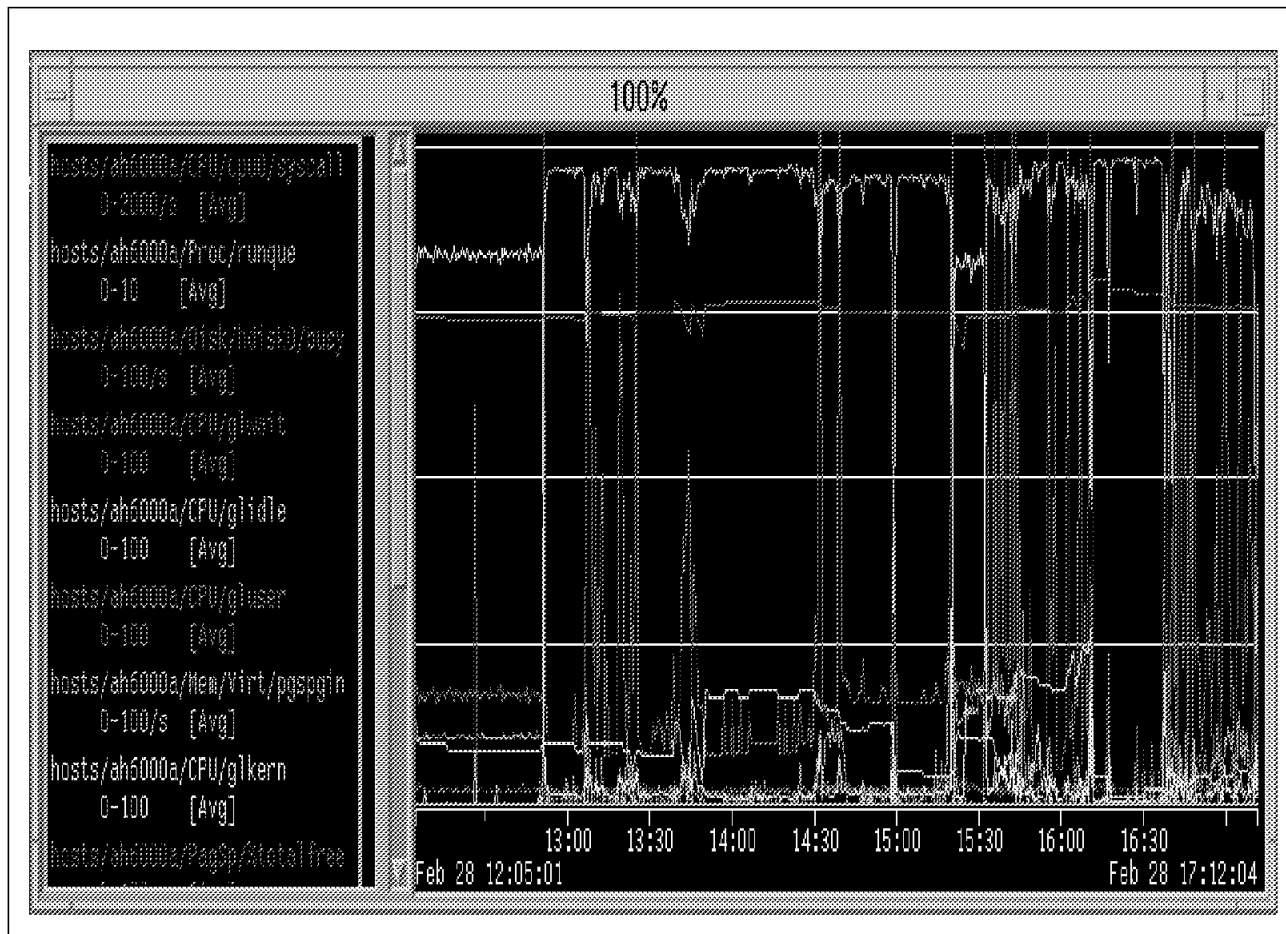 100%
hosts/ah6000a/CPU/cpu0/syscall
0-2000/s [Avg]
hosts/ah6000a/Proc/runque
0-10 [Avg]
hosts/ah6000a/Disk/hdisk0/busy
0-100/s [Avg]
hosts/ah6000a/CPU/glwait
0-100 [Avg]
hosts/ah6000a/CPU/glidle
0-100 [Avg]
hosts/ah6000a/CPU/gluser
0-100 [Avg]
hosts/ah6000a/Mem/Virt/pgspgin
0-100/s [Avg]
hosts/ah6000a/CPU/glkern
0-100 [Avg]
hosts/ah6000a/PagSp/%totalfree
13:00 13:30 14:00 14:30 15:00 15:30 16:00 16:30
Feb 28 12:05:01 Feb 28 17:12:04